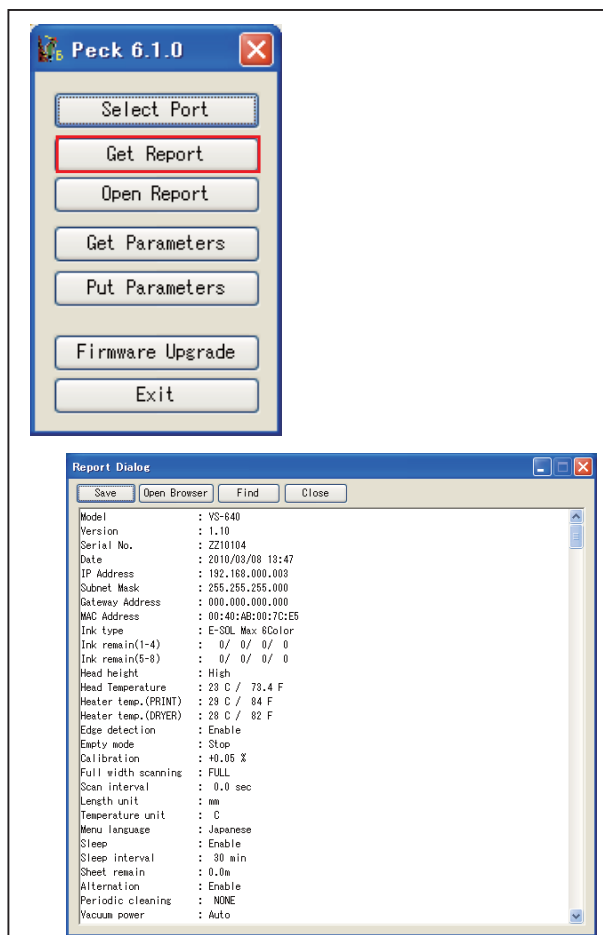 Peck 6.1.0
Select Port
Get Report
Open Report
Get Parameters
Put Parameters
Firmware Upgrade
Exit
Report Dialog
Save Open Browser Find Close
Model : VS-640
Version : 1.10
Serial No. : ZZ10104
Date : 2010/03/08 13:47
IP Address : 192.168.000.003
Subnet Mask : 255.255.255.000
Gateway Address : 000.000.000.000
MAC Address : 00:40:AB:00:7C:E5
Ink type : E-SOL Max 6Color
Ink remain(1-4) : 0/ 0/ 0/ 0
Ink remain(5-8) : 0/ 0/ 0/ 0
Head height : High
Head Temperature : 23 C / 73.4 F
Heater temp.(PRINT) : 29 C / 84 F
Heater temp.(DRYER) : 28 C / 82 F
Edge detection : Enable
Empty mode : Stop
Calibration : +0.05 %
Full width scanning : FULL
Scan interval : 0.0 sec
Length unit : mm
Temperature unit : C
Menu language : Japanese
Sleep : Enable
Sleep interval : 30 min
Sheet remain : 0.0m
Alternation : Enable
Periodic cleaning : NONE
Vacuum power : Auto